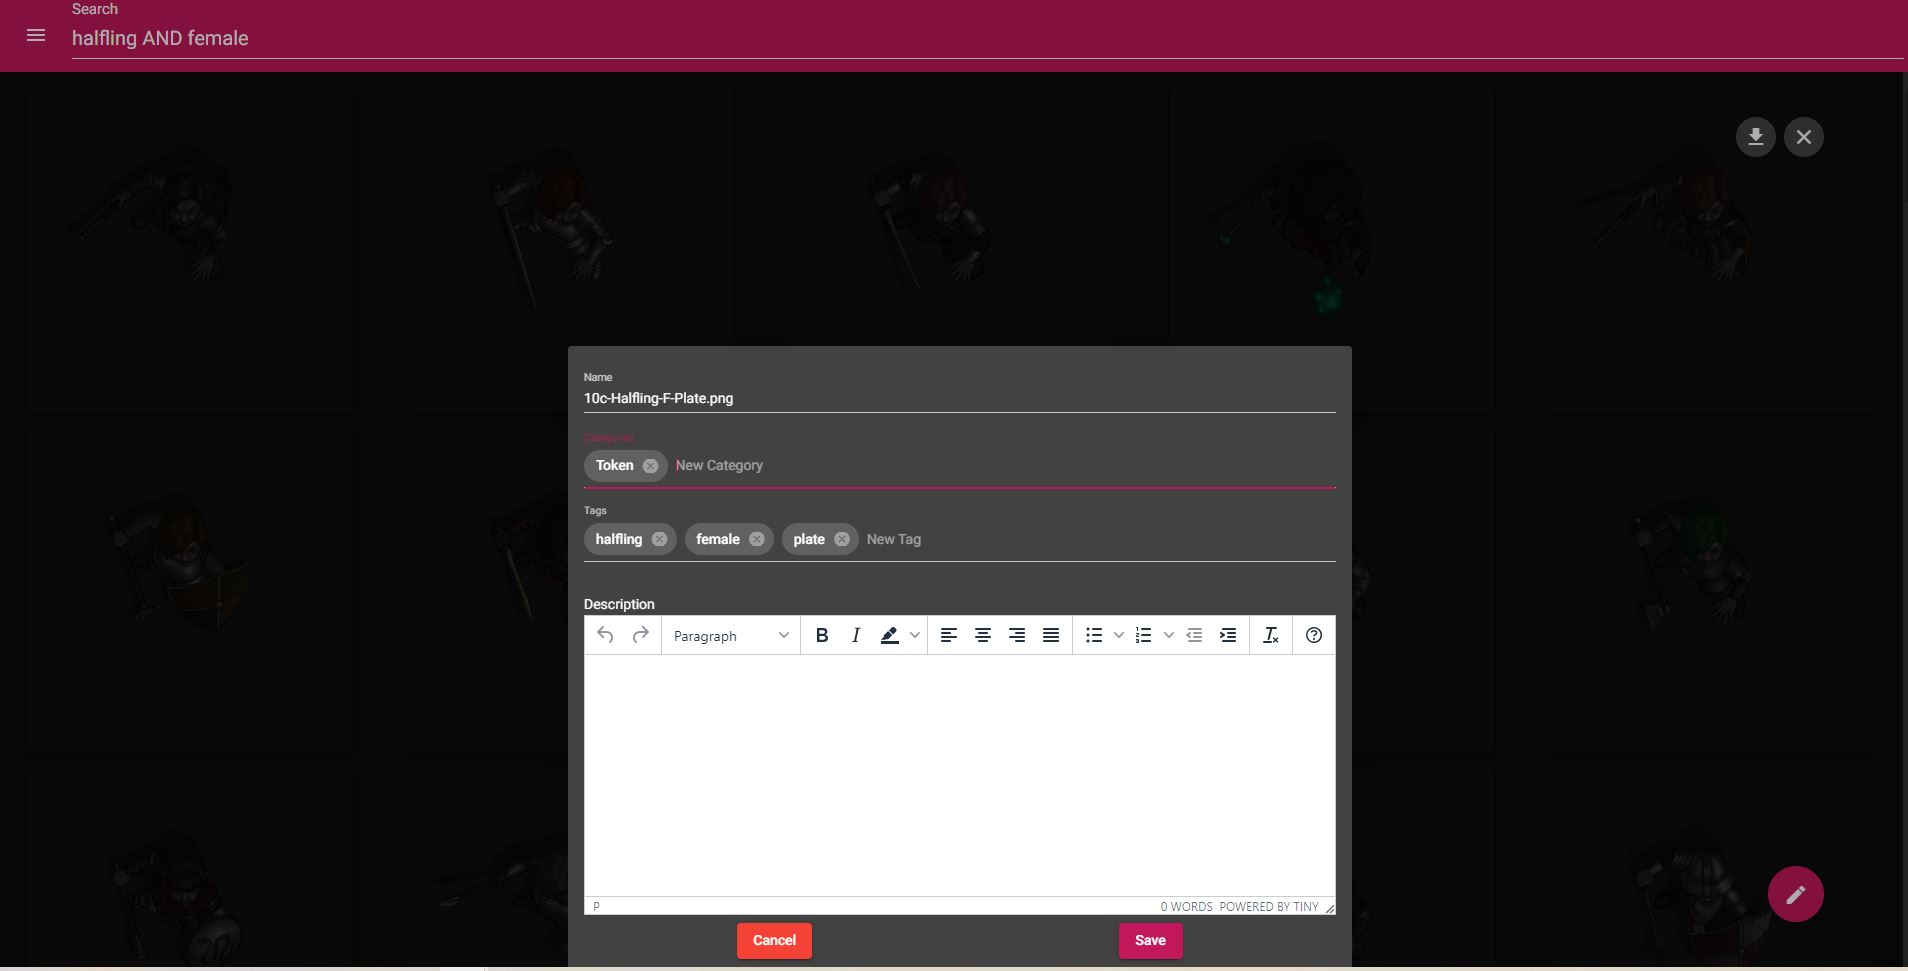 Search
halfling AND female
Name
10c-Halfling-F-Plate.png
Categories
Token New Category
Tags
halfling female plate New Tag
Description
Paragraph B I
P 0 WORDS POWERED BY TINY
Cancel Save